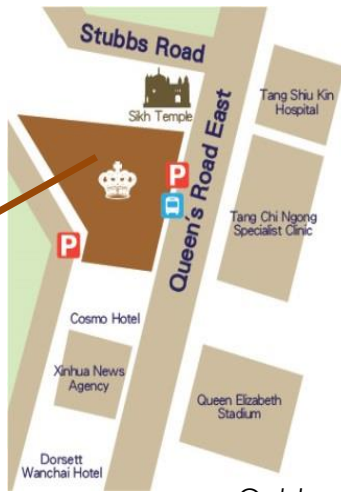 Stubbs Road
Sikh Temple
Tang Shiu Kin
Hospital
Queen's Road East
P
P
Tang Chi Ngong
Specialist Clinic
Cosmo Hotel
Xinhua News
Agency
Queen Elizabeth
Stadium
Dorsett
Wanchai Hotel